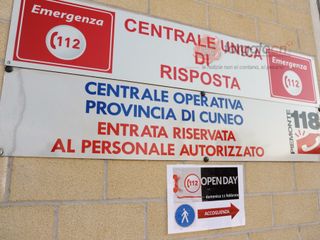 Emergenza
112
CENTRALE UNICA
DI
RISPOSTA
Emergenza
112
CENTRALE OPERATIVA
PROVINCIA DI CUNEO
ENTRATA RISERVATA
AL PERSONALE AUTORIZZATO
PIEMONTE
118
112
OPEN DAY
ACCOGLIENZA